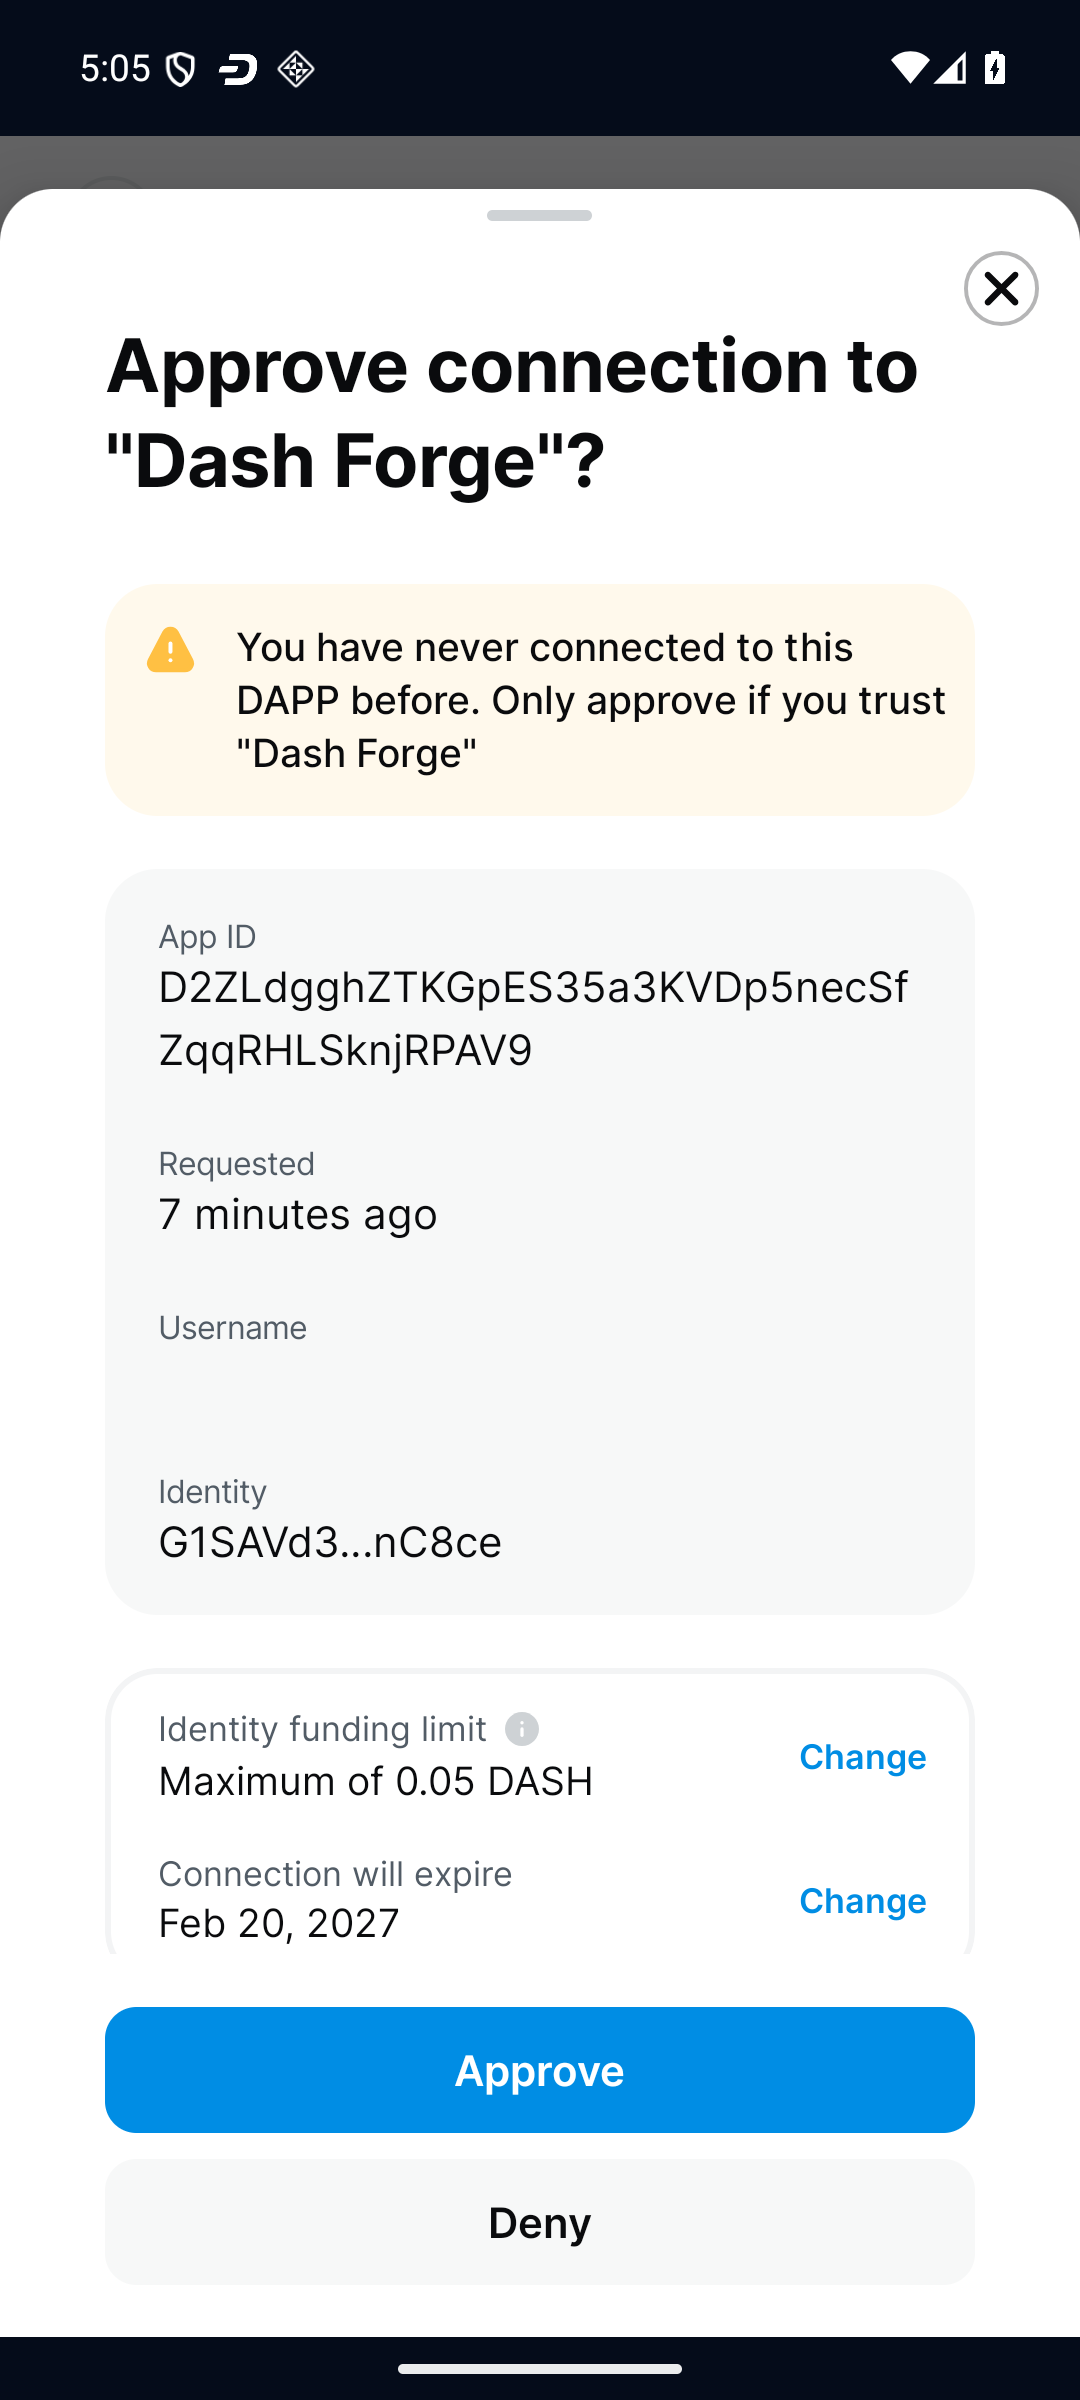 5:05
Approve connection to
"Dash Forge"?
You have never connected to this
DAPP before. Only approve if you trust
"Dash Forge"
App ID
D2ZLdgghZTKGpES35a3KVDp5necSf
ZqqRHLSknjRPAV9
Requested
7 minutes ago
Username
Identity
G1SAVd3...nC8ce
Identity funding limit
Maximum of 0.05 DASH
Change
Connection will expire
Feb 20, 2027
Change
Approve
Deny